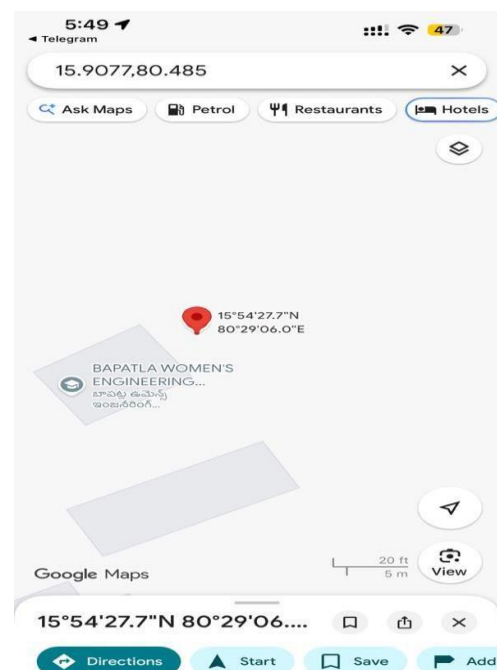 5:49
◄ Telegram
47
15.9077,80.485
Ask Maps
Petrol
Restaurants
Hotels
15°54'27.7"N
80°29'06.0"E
BAPATLA WOMEN'S
ENGINEERING...
బాపట్ల ఉమెన్స్
ఇంజనీరింగ్...
20 ft
5 m
View
Google Maps
15°54'27.7"N 80°29'06....
Directions
Start
Save
Add